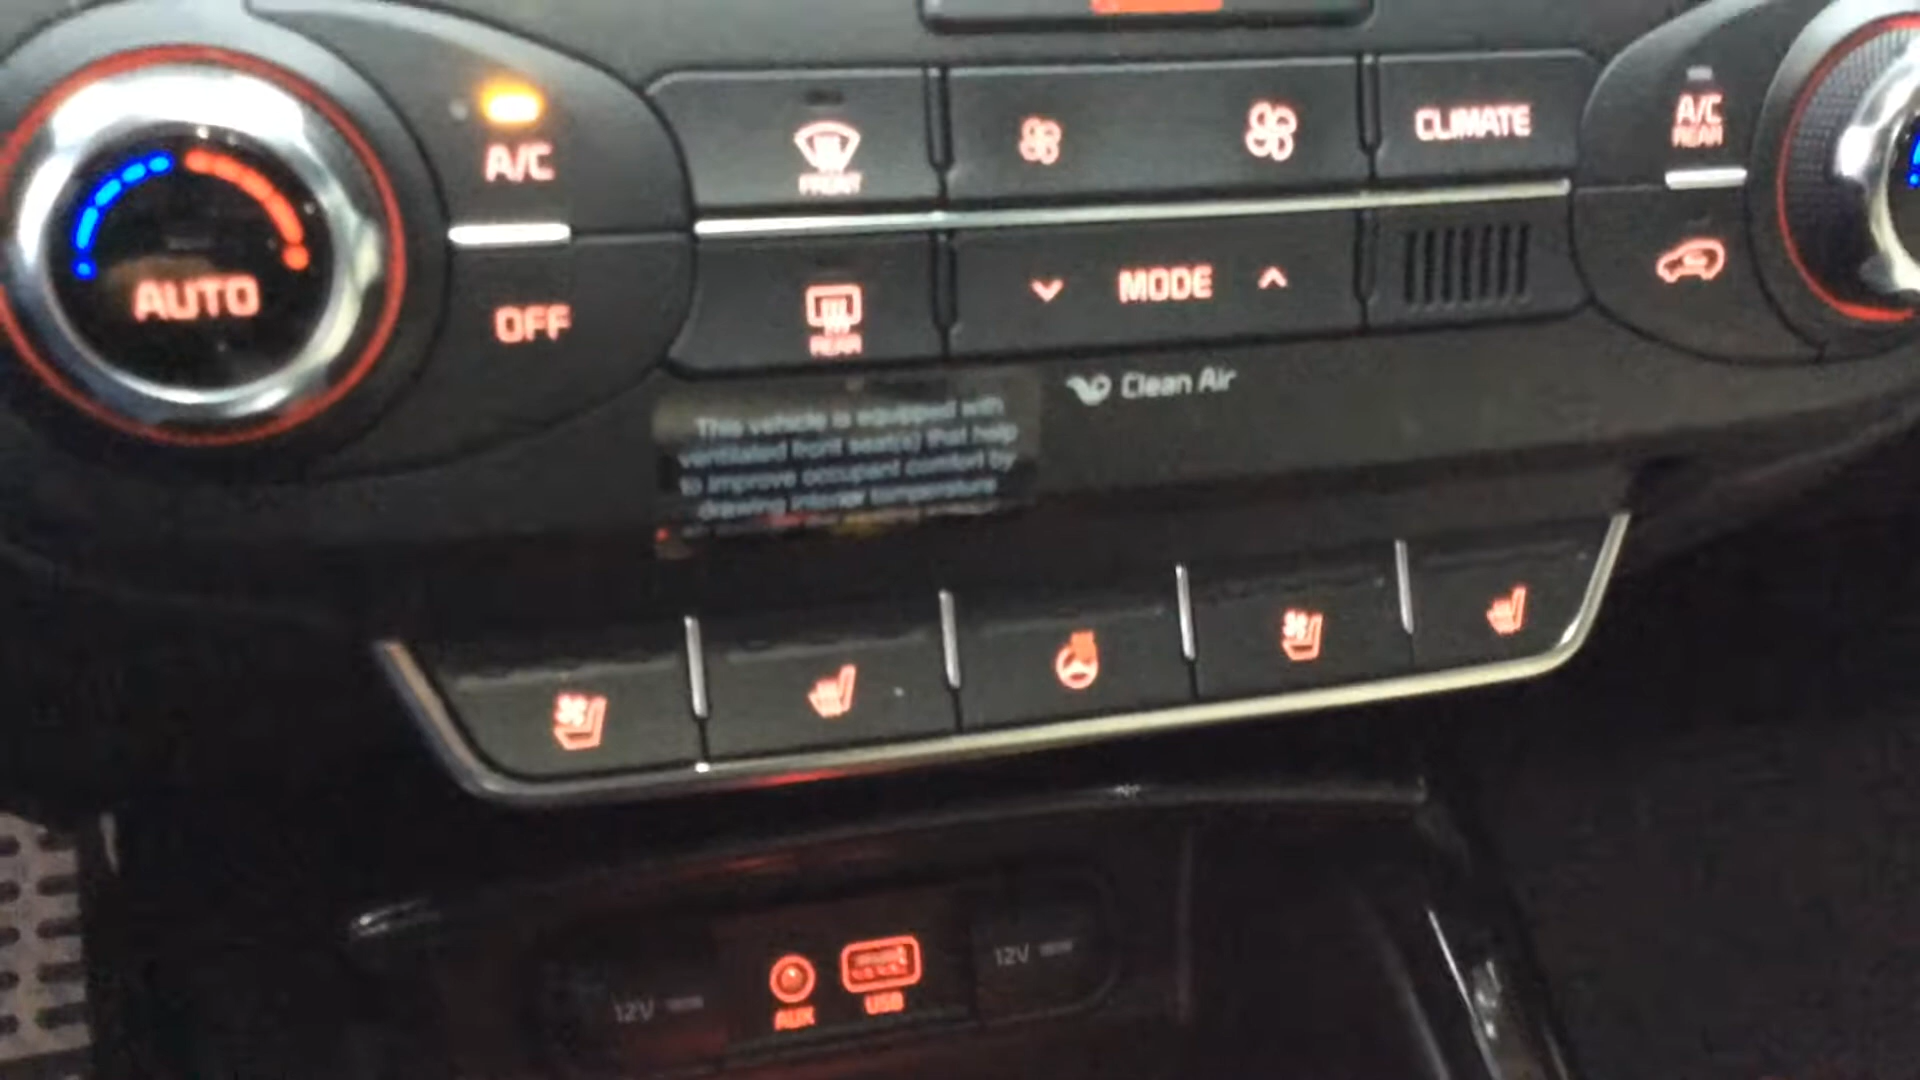 A/C
FRONT
CLIMATE
A/C
REAR
AUTO
OFF
REAR
MODE
Clean Air
This vehicle is equipped with
ventilated front seat(s) that help
to improve occupant comfort by
drawing interior temperature
12V
AUX
USB
12V